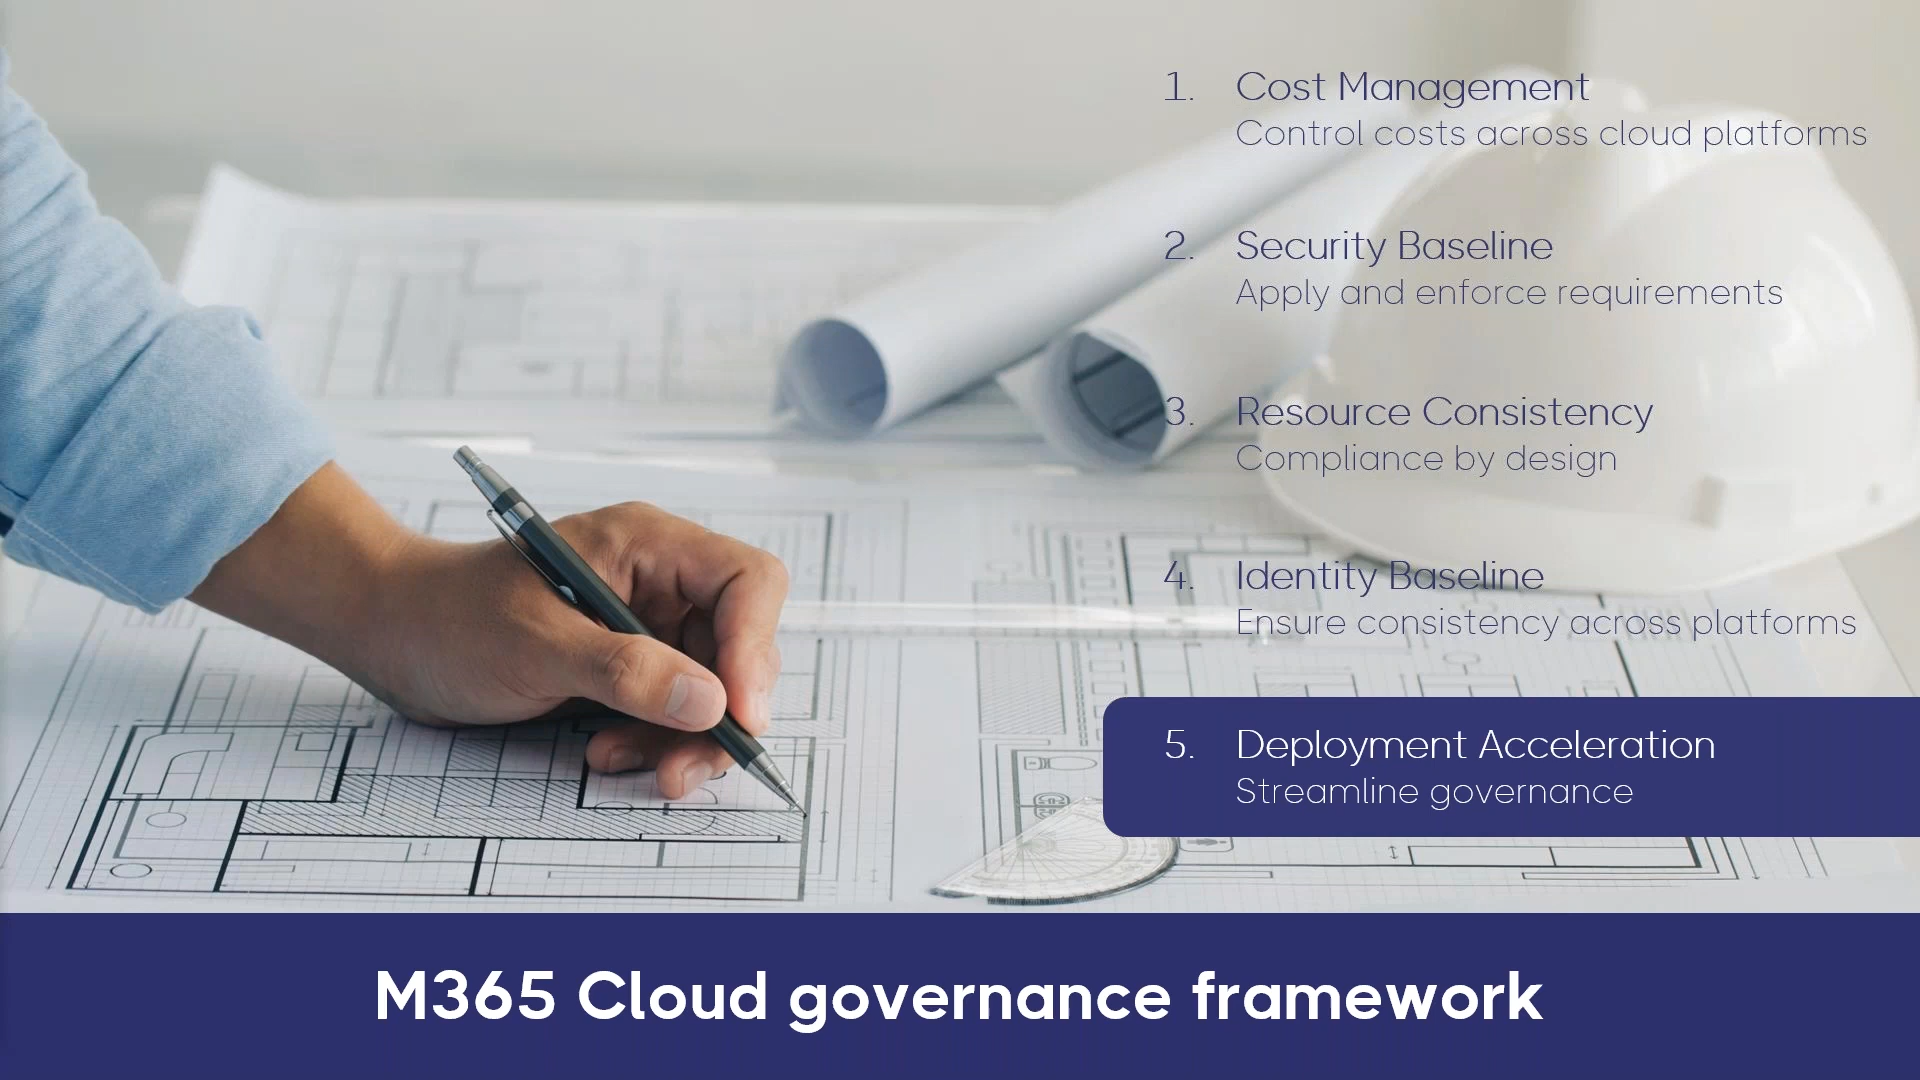 1. Cost Management
Control costs across cloud platforms
2. Security Baseline
Apply and enforce requirements
3. Resource Consistency
Compliance by design
4. Identity Baseline
Ensure consistency across platforms
5. Deployment Acceleration
Streamline governance
M365 Cloud governance framework